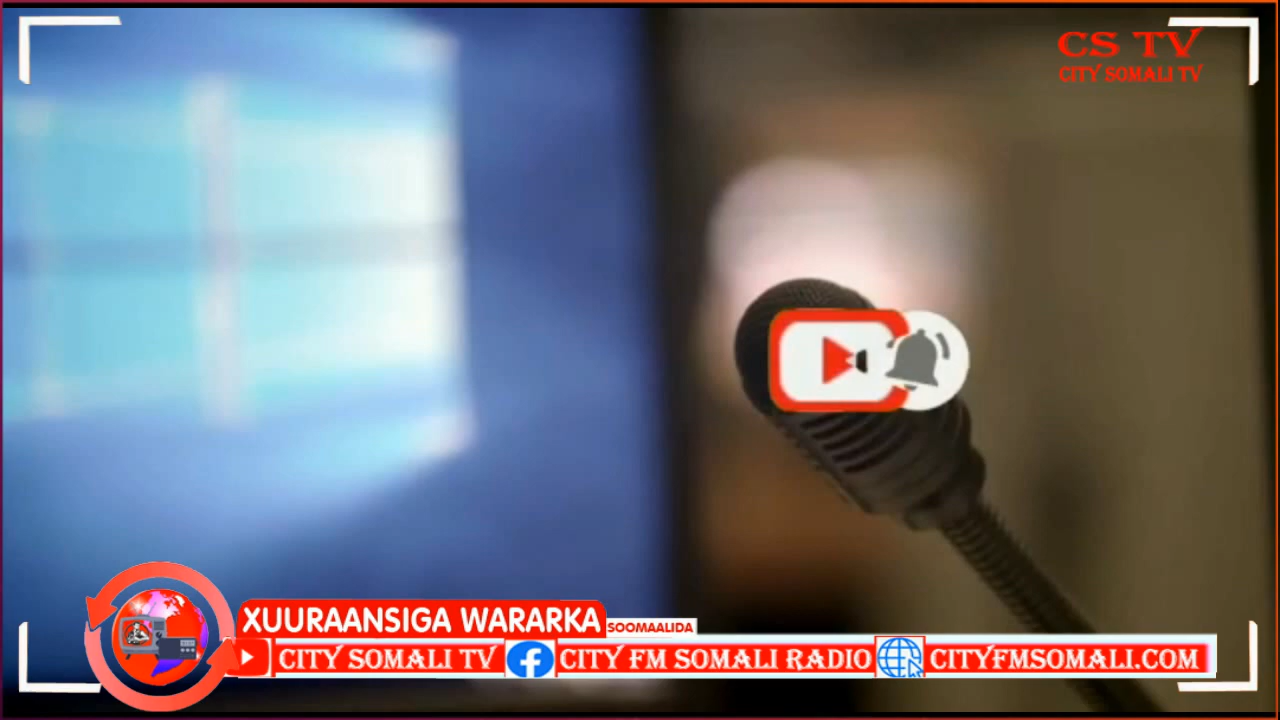 CS TV
CITY SOMALI TV
XUURAANSIGA WARARKA
SOOMAALIDA
CITY SOMALI TV CITY FM SOMALI RADIO CITYFMSOMALI.COM